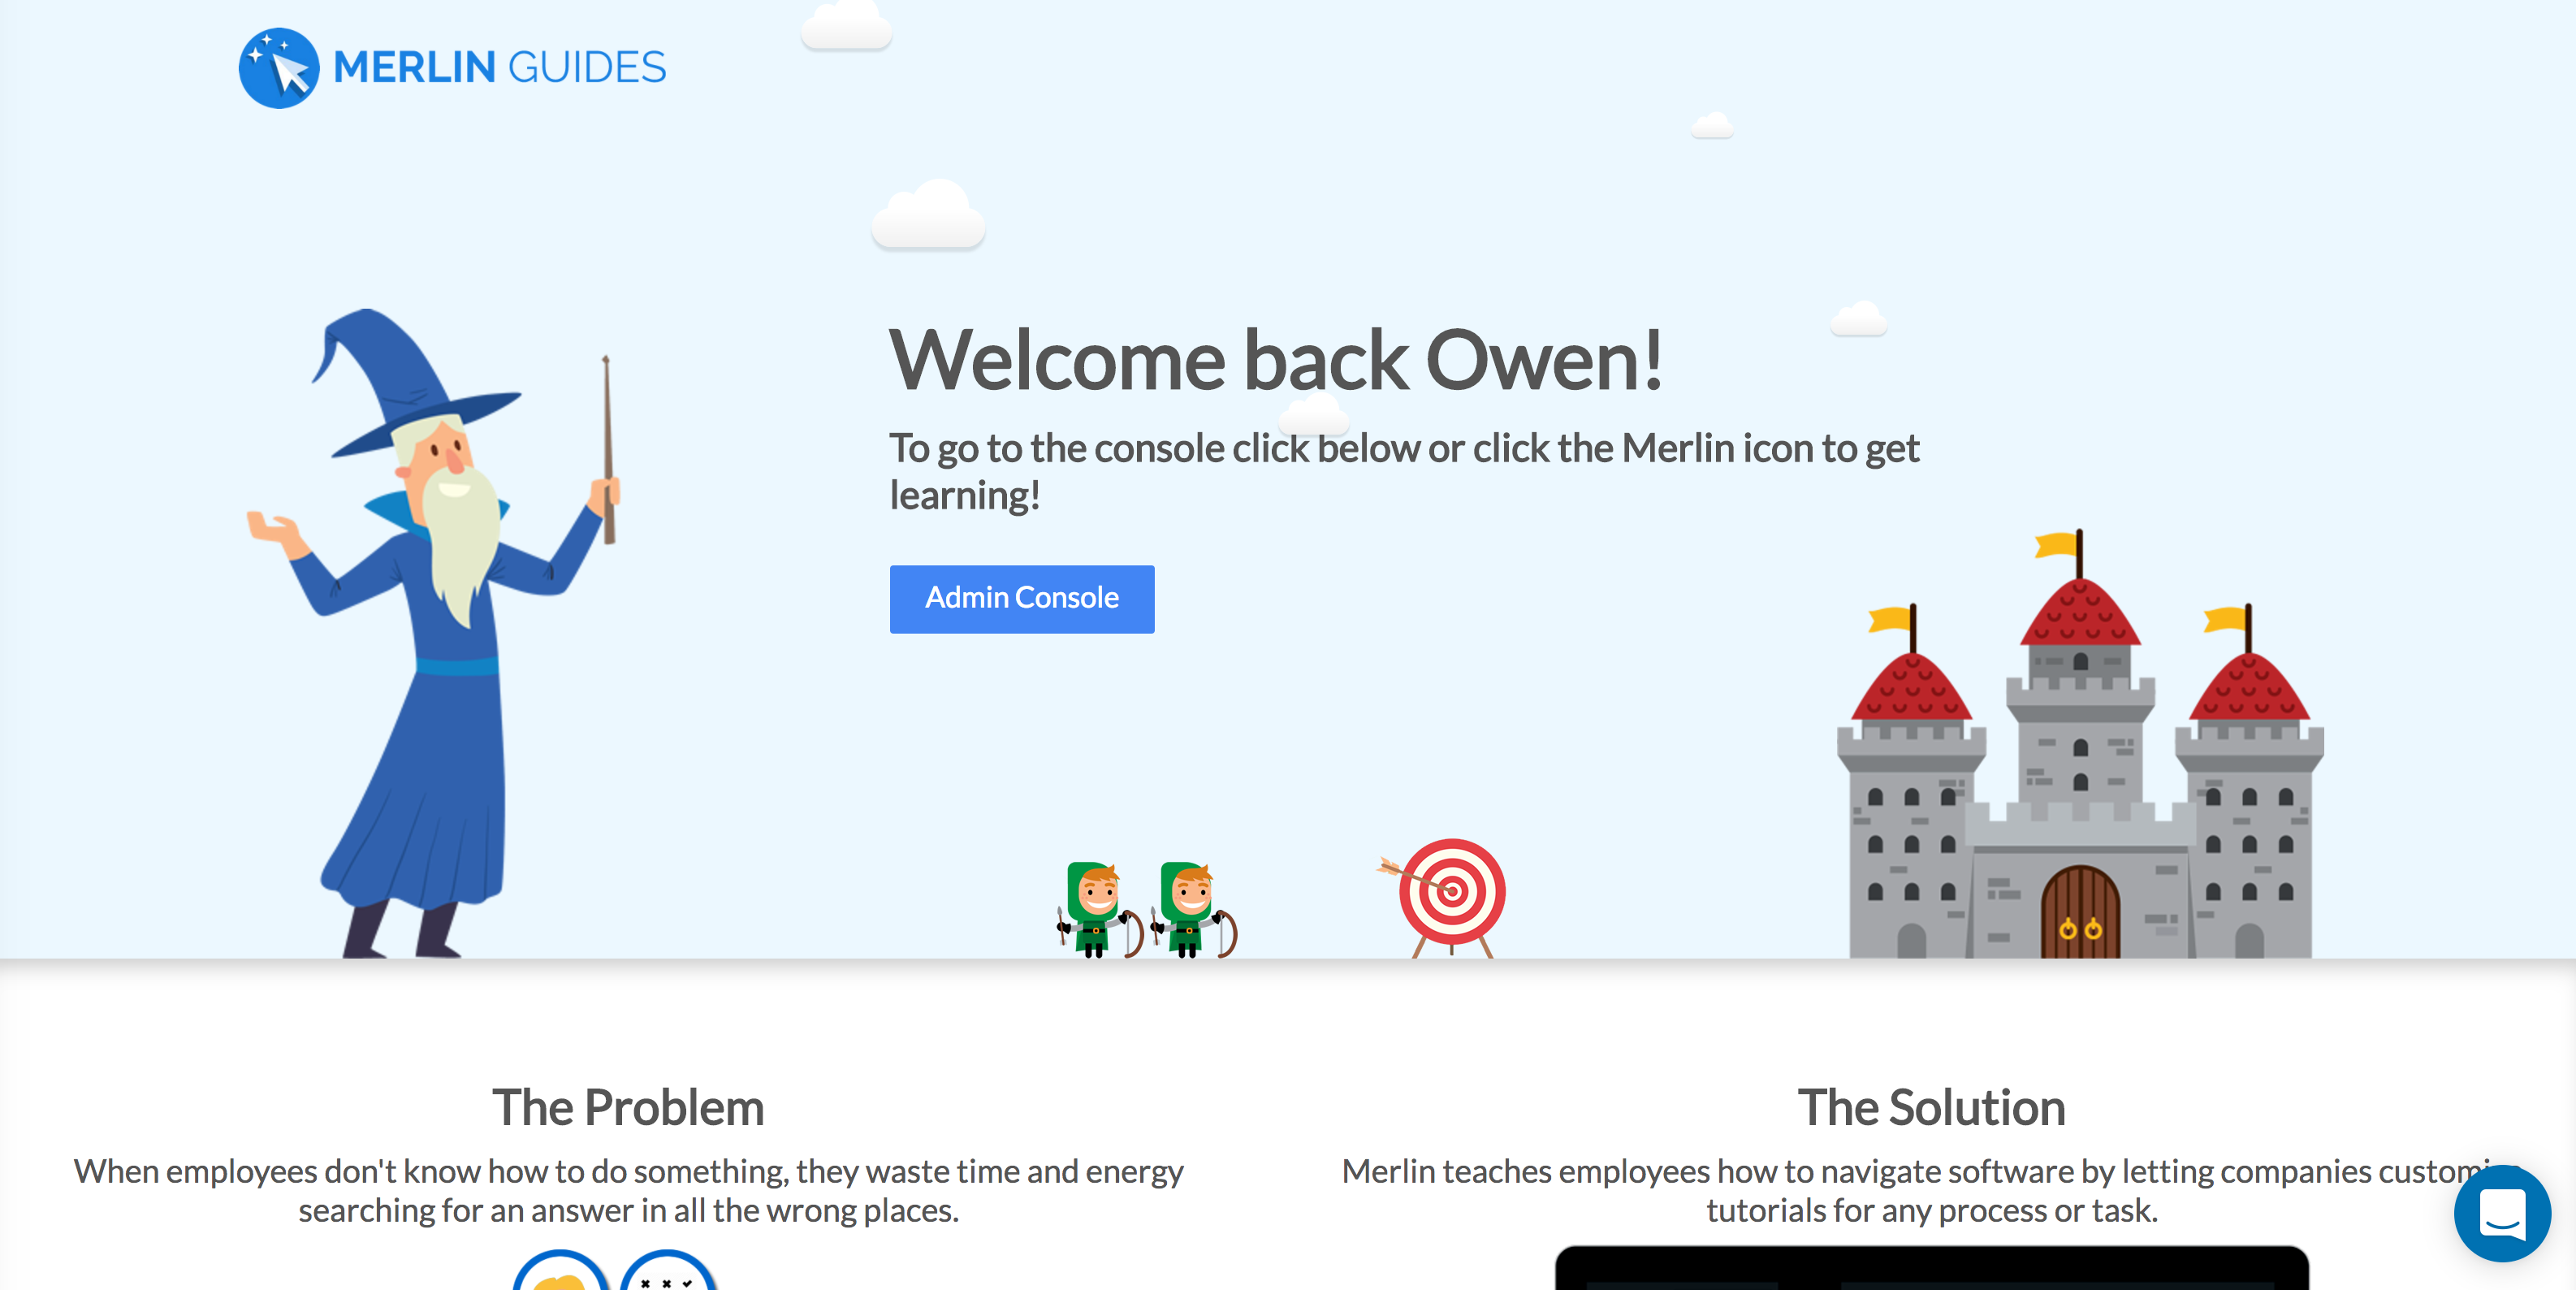 MERLIN GUIDES
Welcome back Owen!
To go to the console click below or click the Merlin icon to get
learning!
Admin Console
The Problem
When employees don't know how to do something, they waste time and energy
searching for an answer in all the wrong places.
The Solution
Merlin teaches employees how to navigate software by letting companies
tutorials for any process or task.